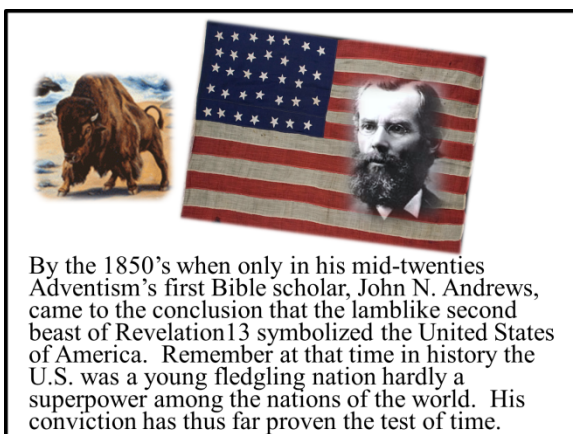 By the 1850's when only in his mid-twenties
Adventism's first Bible scholar, John N. Andrews,
came to the conclusion that the lamblike second
beast of Revelation13 symbolized the United States
of America.  Remember at that time in history the
U.S. was a young fledgling nation hardly a
superpower among the nations of the world.  His
conviction has thus far proven the test of time.